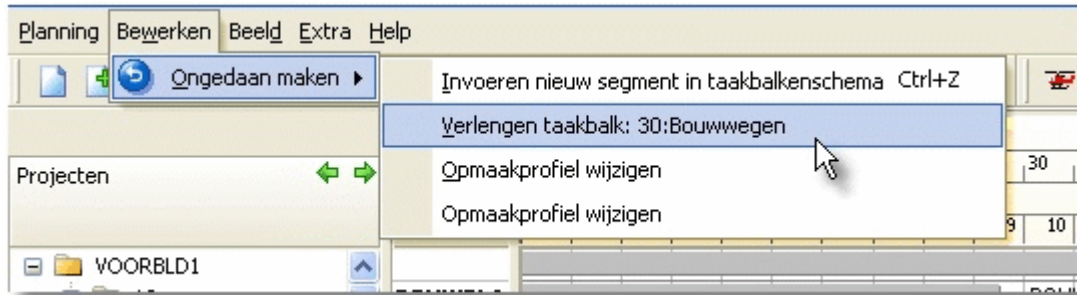 Planning Bewerken Beeld Extra Help
Ongedaan maken
Invoeren nieuw segment in taakbalkenschema Ctrl+Z
Verlengen taakbalk: 30:Bouwwegen
Opmaakprofiel wijzigen
Opmaakprofiel wijzigen
Projecten
30
9 10
VOORBLD1